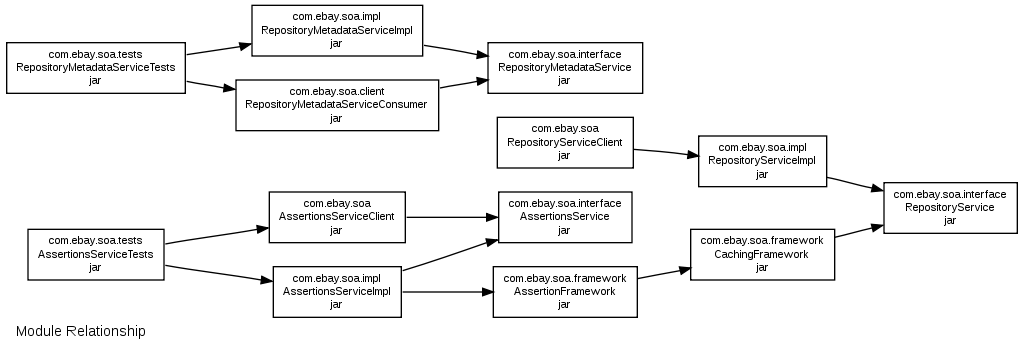 com.ebay.soa.impl
RepositoryMetadataServiceImpl
jar
com.ebay.soa.tests
RepositoryMetadataServiceTests
jar
com.ebay.soa.interface
RepositoryMetadataService
jar
com.ebay.soa.client
RepositoryMetadataServiceConsumer
jar
com.ebay.soa
RepositoryServiceClient
jar
com.ebay.soa.impl
RepositoryServiceImpl
jar
com.ebay.soa.interface
RepositoryService
jar
com.ebay.soa
AssertionsServiceClient
jar
com.ebay.soa.interface
AssertionsService
jar
com.ebay.soa.tests
AssertionsServiceTests
jar
com.ebay.soa.framework
CachingFramework
jar
com.ebay.soa.impl
AssertionsServiceImpl
jar
com.ebay.soa.framework
AssertionFramework
jar
Module Relationship